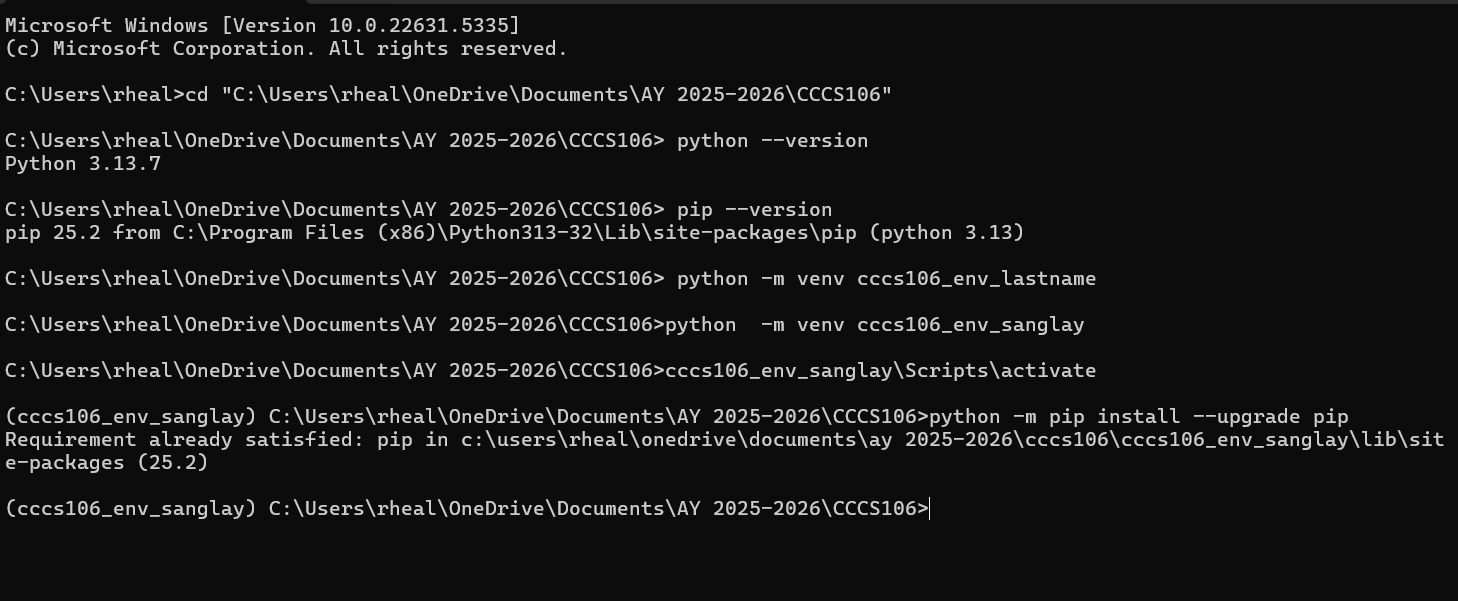 Microsoft Windows [Version 10.0.22631.5335]
(c) Microsoft Corporation. All rights reserved.
C:\Users\rheal>cd "C:\Users\rheal\OneDrive\Documents\AY 2025-2026\CCCS106"
C:\Users\rheal\OneDrive\Documents\AY 2025-2026\CCCS106> python --version
Python 3.13.7
C:\Users\rheal\OneDrive\Documents\AY 2025-2026\CCCS106> pip --version
pip 25.2 from C:\Program Files (x86)\Python313-32\Lib\site-packages\pip (python 3.13)
C:\Users\rheal\OneDrive\Documents\AY 2025-2026\CCCS106> python -m venv cccs106_env_lastname
C:\Users\rheal\OneDrive\Documents\AY 2025-2026\CCCS106>python  -m venv cccs106_env_sanglay
C:\Users\rheal\OneDrive\Documents\AY 2025-2026\CCCS106>cccs106_env_sanglay\Scripts\activate
(cccs106_env_sanglay) C:\Users\rheal\OneDrive\Documents\AY 2025-2026\CCCS106>python -m pip install --upgrade pip
Requirement already satisfied: pip in c:\users\rheal\onedrive\documents\ay 2025-2026\cccs106\cccs106_env_sanglay\lib\sit
e-packages (25.2)
(cccs106_env_sanglay) C:\Users\rheal\OneDrive\Documents\AY 2025-2026\CCCS106>